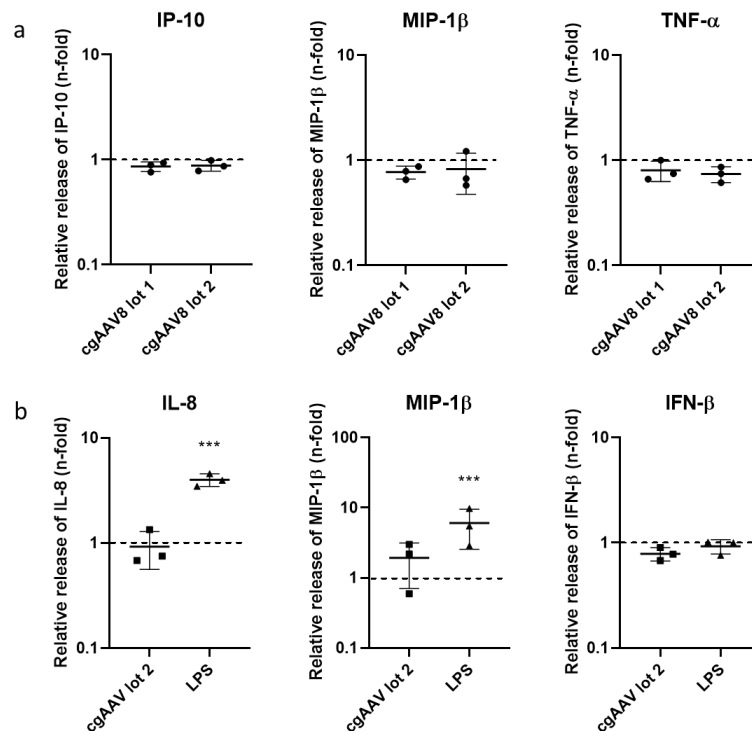 a
IP-10
Relative release of IP-10 (n-fold)
10
1
0.1
cgAAV8 lot 1
cgAAV8 lot 2
MIP-1β
Relative release of MIP-1β (n-fold)
10
1
0.1
cgAAV8 lot 1
cgAAV8 lot 2
TNF-α
Relative release of TNF-α (n-fold)
10
1
0.1
cgAAV8 lot 1
cgAAV8 lot 2
b
IL-8
Relative release of IL-8 (n-fold)
10
1
0.1
***
cgAAV lot 2
LPS
MIP-1β
Relative release of MIP-1β (n-fold)
100
10
1
0.1
***
cgAAV lot 2
LPS
IFN-β
Relative release of IFN-β (n-fold)
10
1
0.1
cgAAV lot 2
LPS